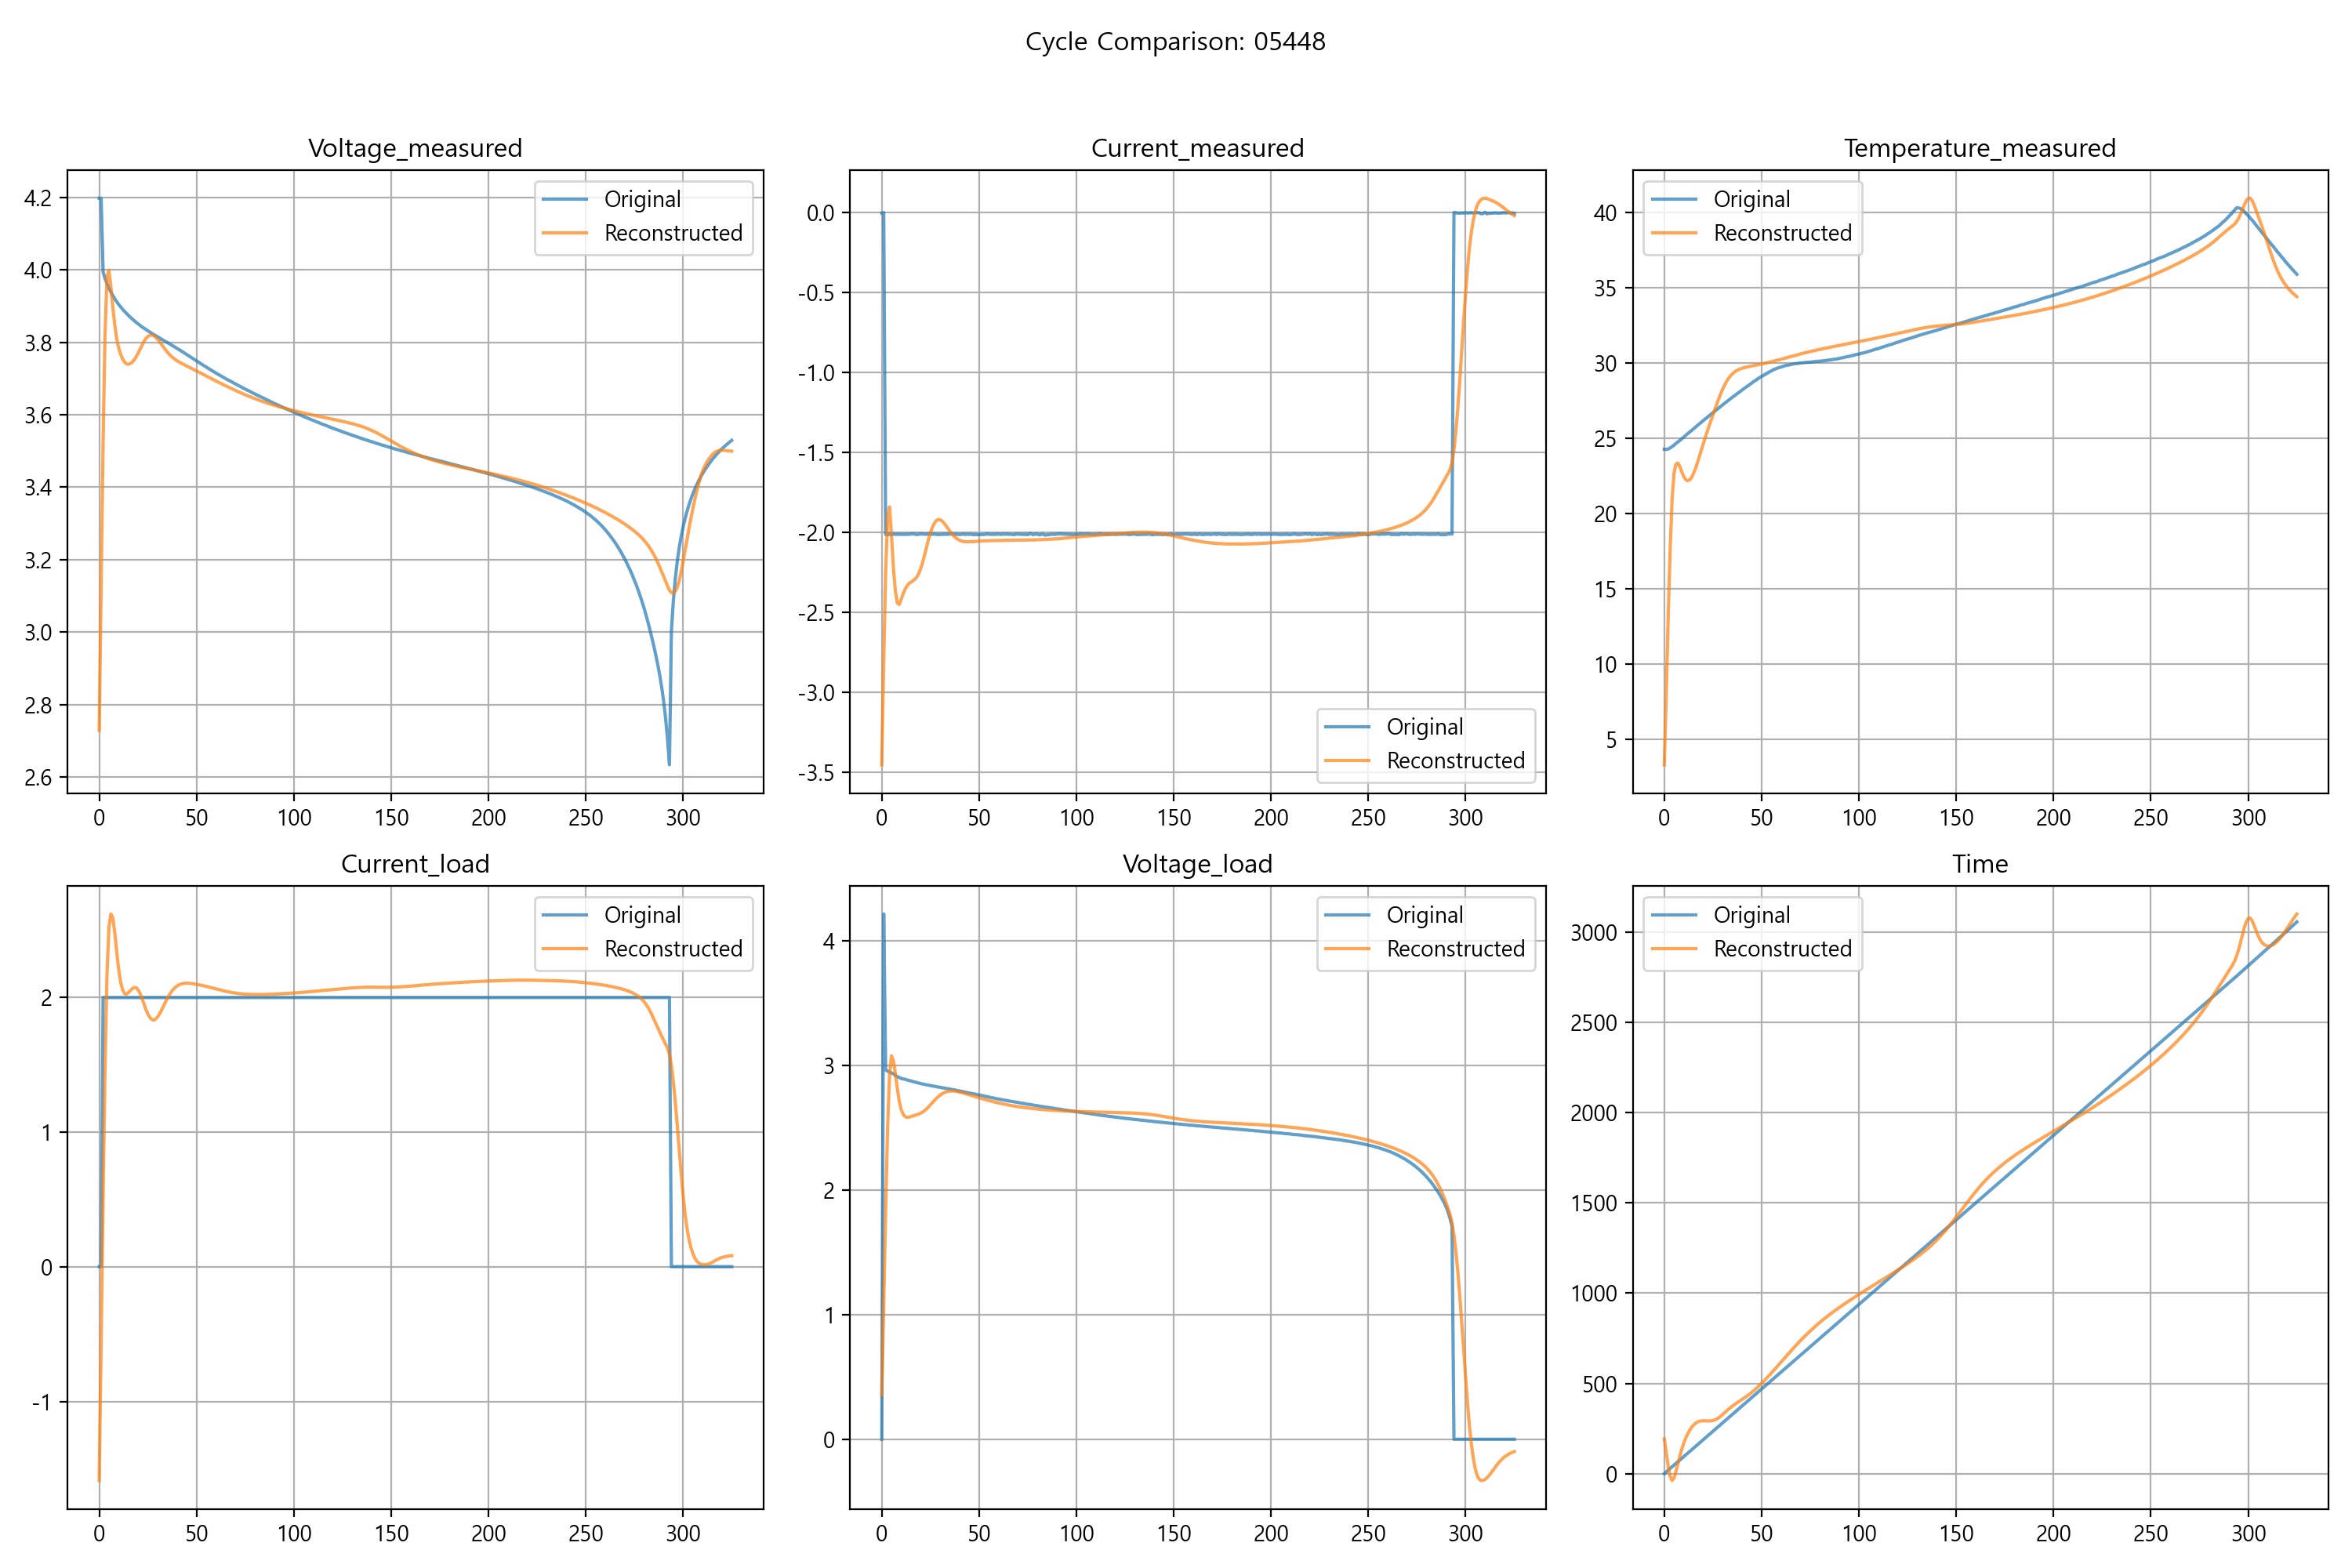 Cycle Comparison: 05448
Voltage_measured
4.2
4.0
3.8
3.6
3.4
3.2
3.0
2.8
2.6
Original
Reconstructed
0 50 100 150 200 250 300
Current_measured
0.0
-0.5
-1.0
-1.5
-2.0
-2.5
-3.0
-3.5
Original
Reconstructed
0 50 100 150 200 250 300
Temperature_measured
40
35
30
25
20
15
10
5
Original
Reconstructed
0 50 100 150 200 250 300
Current_load
2
1
0
-1
Original
Reconstructed
0 50 100 150 200 250 300
Voltage_load
4
3
2
1
0
Original
Reconstructed
0 50 100 150 200 250 300
Time
3000
2500
2000
1500
1000
500
0
Original
Reconstructed
0 50 100 150 200 250 300